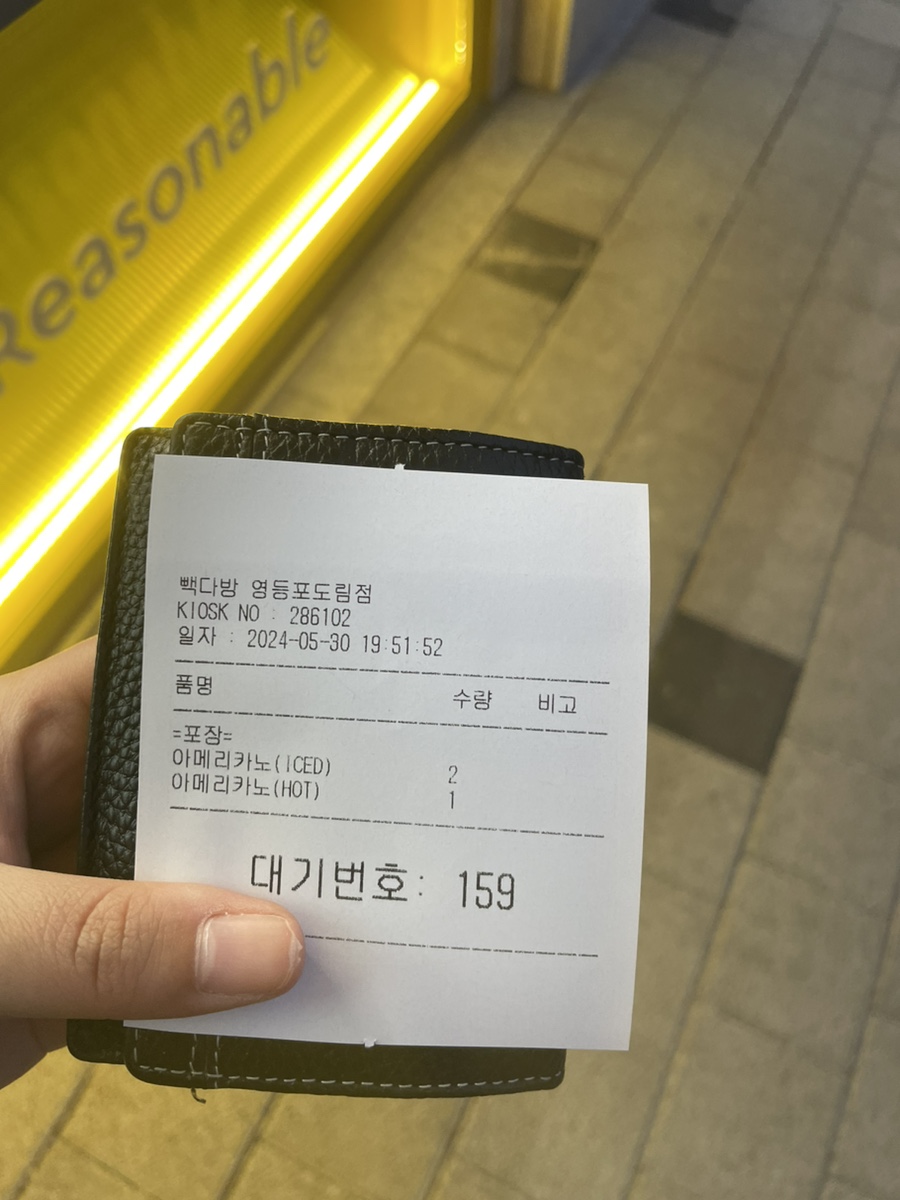 Reasonable
빽다방 영등포도림점
KIOSK NO : 286102
일자 : 2024-05-30 19:51:52
품명 수량 비고
=포장=
아메리카노(ICED) 2
아메리카노(HOT) 1
대기번호: 159